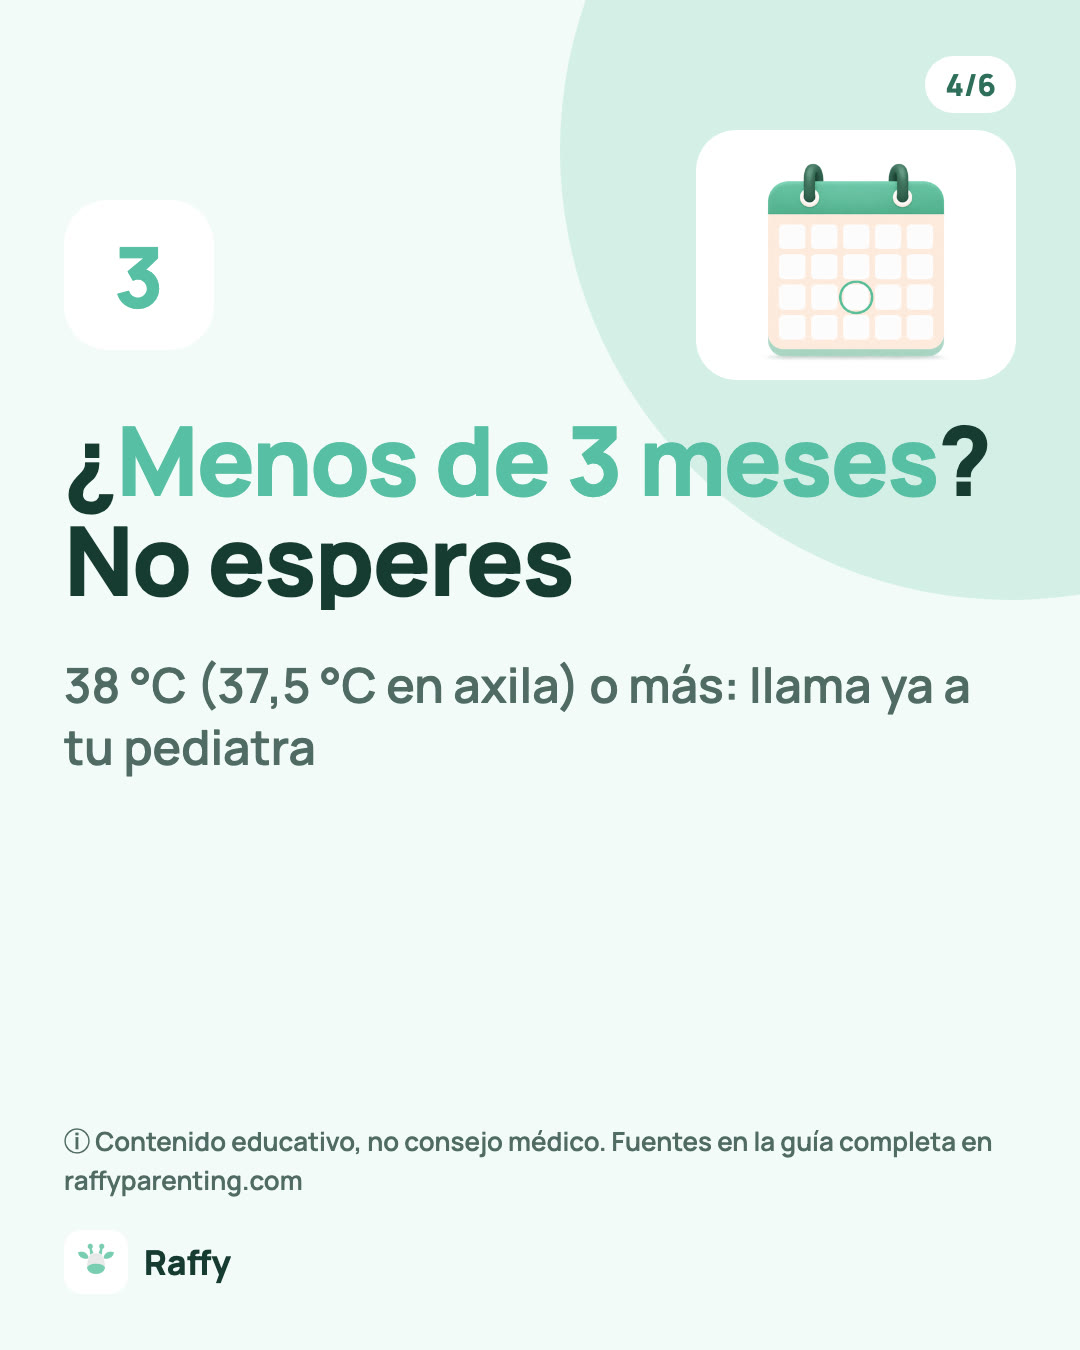 4/6
3
¿Menos de 3 meses?
No esperes
38 °C (37,5 °C en axila) o más: llama ya a
tu pediatra
ⓘ Contenido educativo, no consejo médico. Fuentes en la guía completa en
raffyparenting.com
Raffy